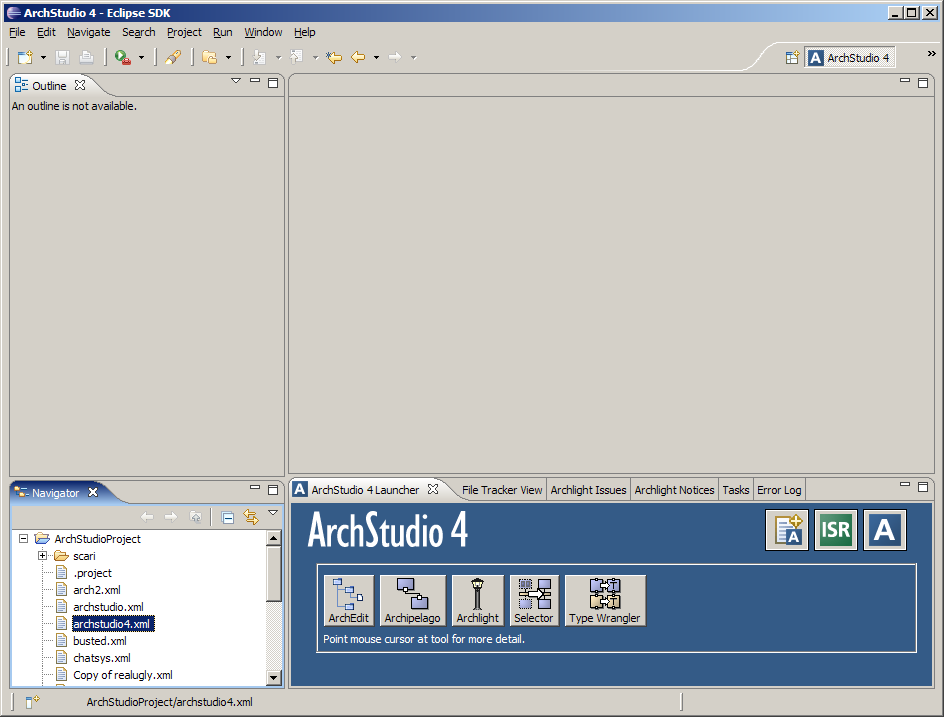 ArchStudio 4 - Eclipse SDK
File Edit Navigate Search Project Run Window Help
A ArchStudio 4 »
Outline
An outline is not available.
Navigator
ArchStudioProject
scari
.project
arch2.xml
archstudio.xml
archstudio4.xml
busted.xml
chatsys.xml
Copy of realugly.xml
A ArchStudio 4 Launcher File Tracker View Archlight Issues Archlight Notices Tasks Error Log
ArchStudio 4 A ISR A
ArchEdit Archipelago Archlight Selector Type Wrangler
Point mouse cursor at tool for more detail.
ArchStudioProject/archstudio4.xml